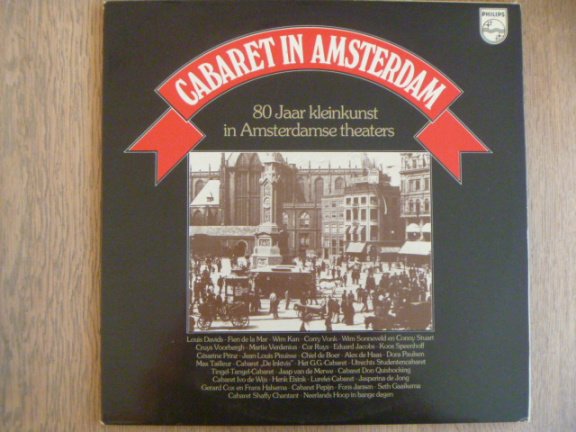 PHILIPS
CABARET IN AMSTERDAM
80 Jaar kleinkunst
in Amsterdamse theaters
Louis Davids · Fien de la Mar · Wim Kan · Corry Vonk · Wim Sonneveld en Conny Stuart
Cruys Voorbergh · Martie Verdenius · Cor Ruys · Eduard Jacobs · Koos Speenhoff
Césarine Prinz · Jean Louis Pisuisse · Chiel de Boer · Alex de Haas · Dora Paulsen
Max Tailleur · Cabaret „De Inktvis" · Het G.G.-Cabaret · Utrechts Studentencabaret
Tingel-Tangel-Cabaret · Jaap van de Merwe · Cabaret Don Quishocking
Cabaret Ivo de Wijs · Henk Elsink · Lurelei-Cabaret · Jasperina de Jong
Gerard Cox en Frans Halsema · Cabaret Pepijn · Fons Jansen · Seth Gaaikema
Cabaret Shaffy Chantant · Neerlands Hoop in bange dagen